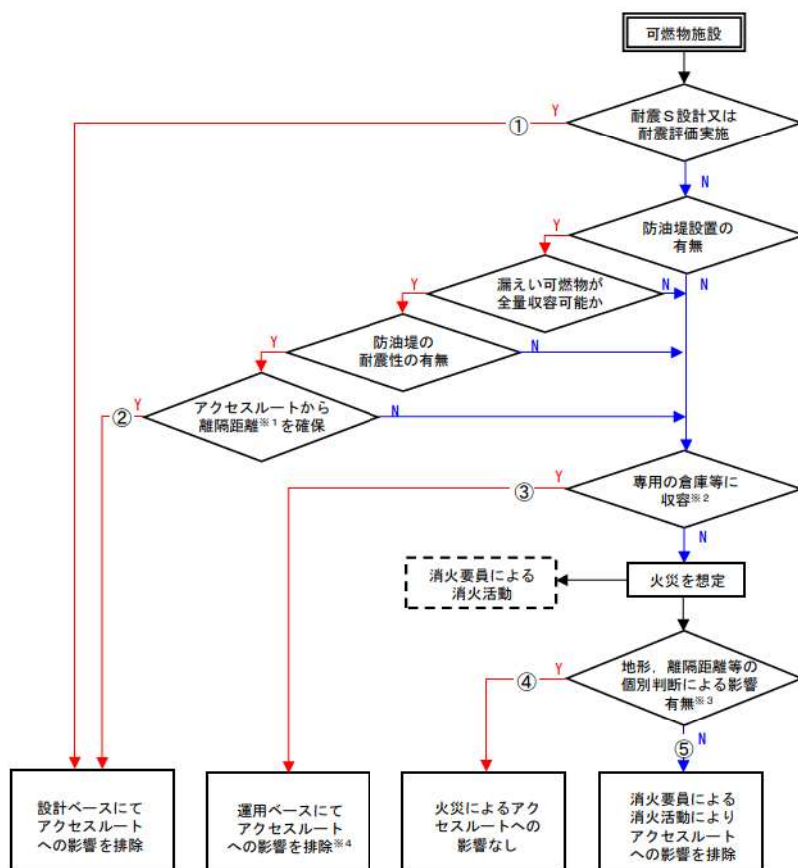 可燃物施設
耐震S設計又は
耐震評価実施
Y
①
N
防油堤設置の
有無
Y
N
漏えい可燃物が
全量収容可能か
Y
N
防油堤の
耐震性の有無
Y
N
アクセスルートから
離隔距離※1を確保
Y
②
N
専用の倉庫等に
収容※2
Y
③
N
火災を想定
消火要員による
消火活動
地形，離隔距離等の
個別判断による影響
有無※3
Y
④
⑤
N
設計ベースにて
アクセスルート
への影響を排除
運用ベースにて
アクセスルート
への影響を排除※4
火災によるアク
セスルートへの
影響なし
消火要員による
消火活動により
アクセスルート
への影響を排除